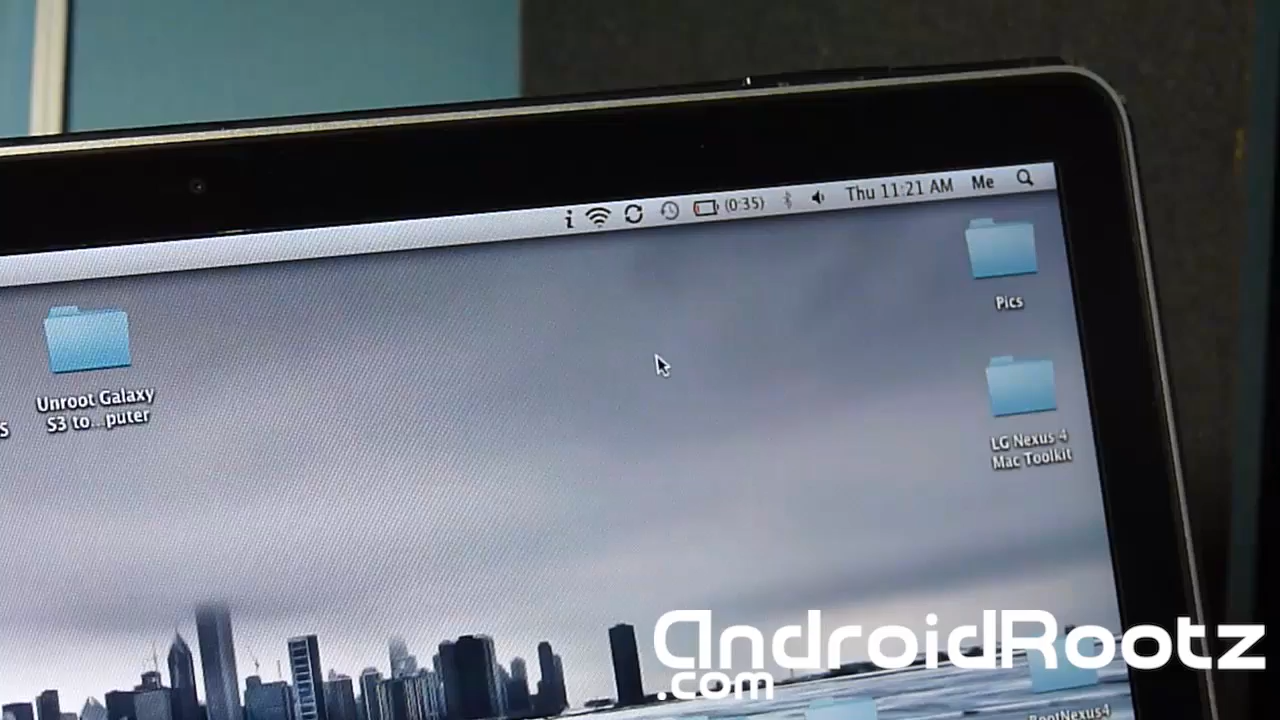 (0:35) Thu 11:21 AM Me
Pics
Unroot Galaxy
S3 to...puter
s
LG Nexus 4
Mac Toolkit
AndroidRootz
.com
RootNexus4